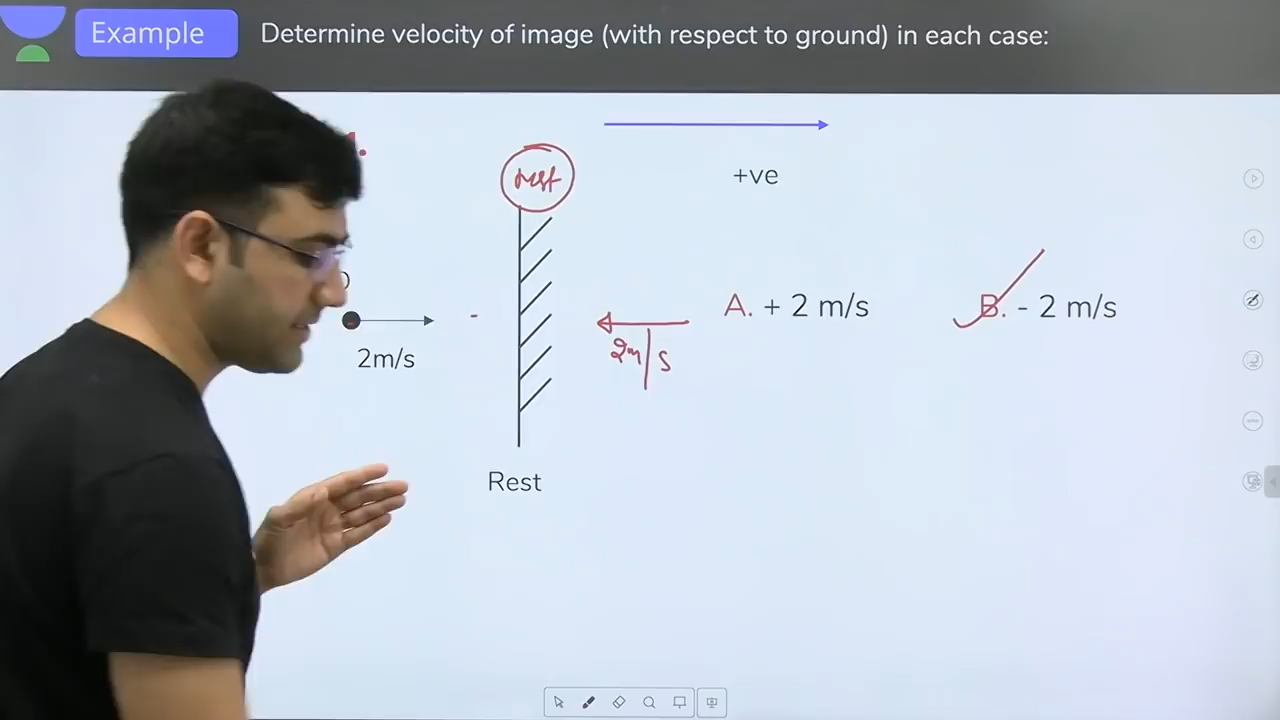 Example
Determine velocity of image (with respect to ground) in each case:
rest
+ve
A. + 2 m/s
B. - 2 m/s
2m/s
2m/s
Rest